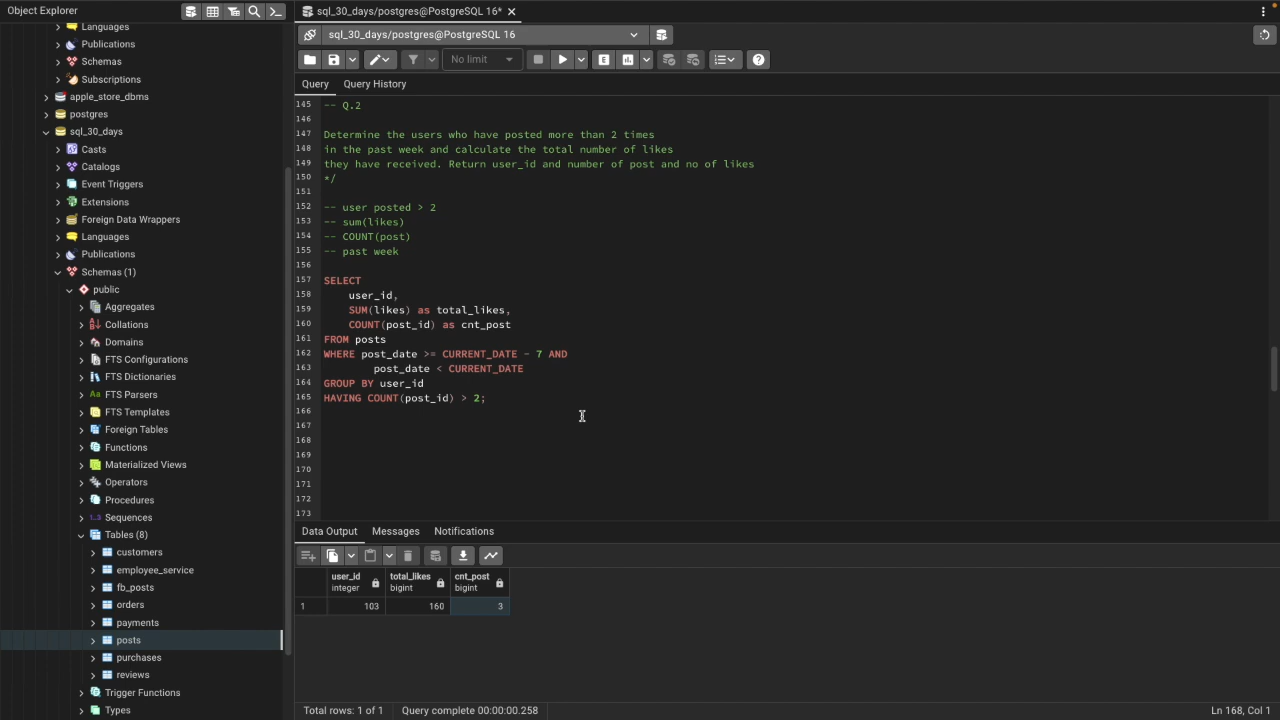 Object Explorer
Languages
Publications
Schemas
Subscriptions
apple_store_dbms
postgres
sql_30_days
Casts
Catalogs
Event Triggers
Extensions
Foreign Data Wrappers
Languages
Publications
Schemas (1)
public
Aggregates
Collations
Domains
FTS Configurations
FTS Dictionaries
Aa FTS Parsers
FTS Templates
Foreign Tables
Functions
Materialized Views
Operators
Procedures
1..3 Sequences
Tables (8)
customers
employee_service
fb_posts
orders
payments
posts
purchases
reviews
Trigger Functions
Types
sql_30_days/postgres@PostgreSQL 16*
sql_30_days/postgres@PostgreSQL 16
No limit
E
Query Query History
145 -- Q.2
146
147 Determine the users who have posted more than 2 times
148 in the past week and calculate the total number of likes
149 they have received. Return user_id and number of post and no of likes
150 */
151
152 -- user posted > 2
153 -- sum(likes)
154 -- COUNT(post)
155 -- past week
156
157 SELECT
158 user_id,
159 SUM(likes) as total_likes,
160 COUNT(post_id) as cnt_post
161 FROM posts
162 WHERE post_date >= CURRENT_DATE - 7 AND
163 post_date < CURRENT_DATE
164 GROUP BY user_id
165 HAVING COUNT(post_id) > 2;
166
167
168
169
170
171
172
173
Data Output Messages Notifications
user_id total_likes cnt_post
integer bigint bigint
1 103 160 3
Total rows: 1 of 1 Query complete 00:00:00.258 Ln 168, Col 1